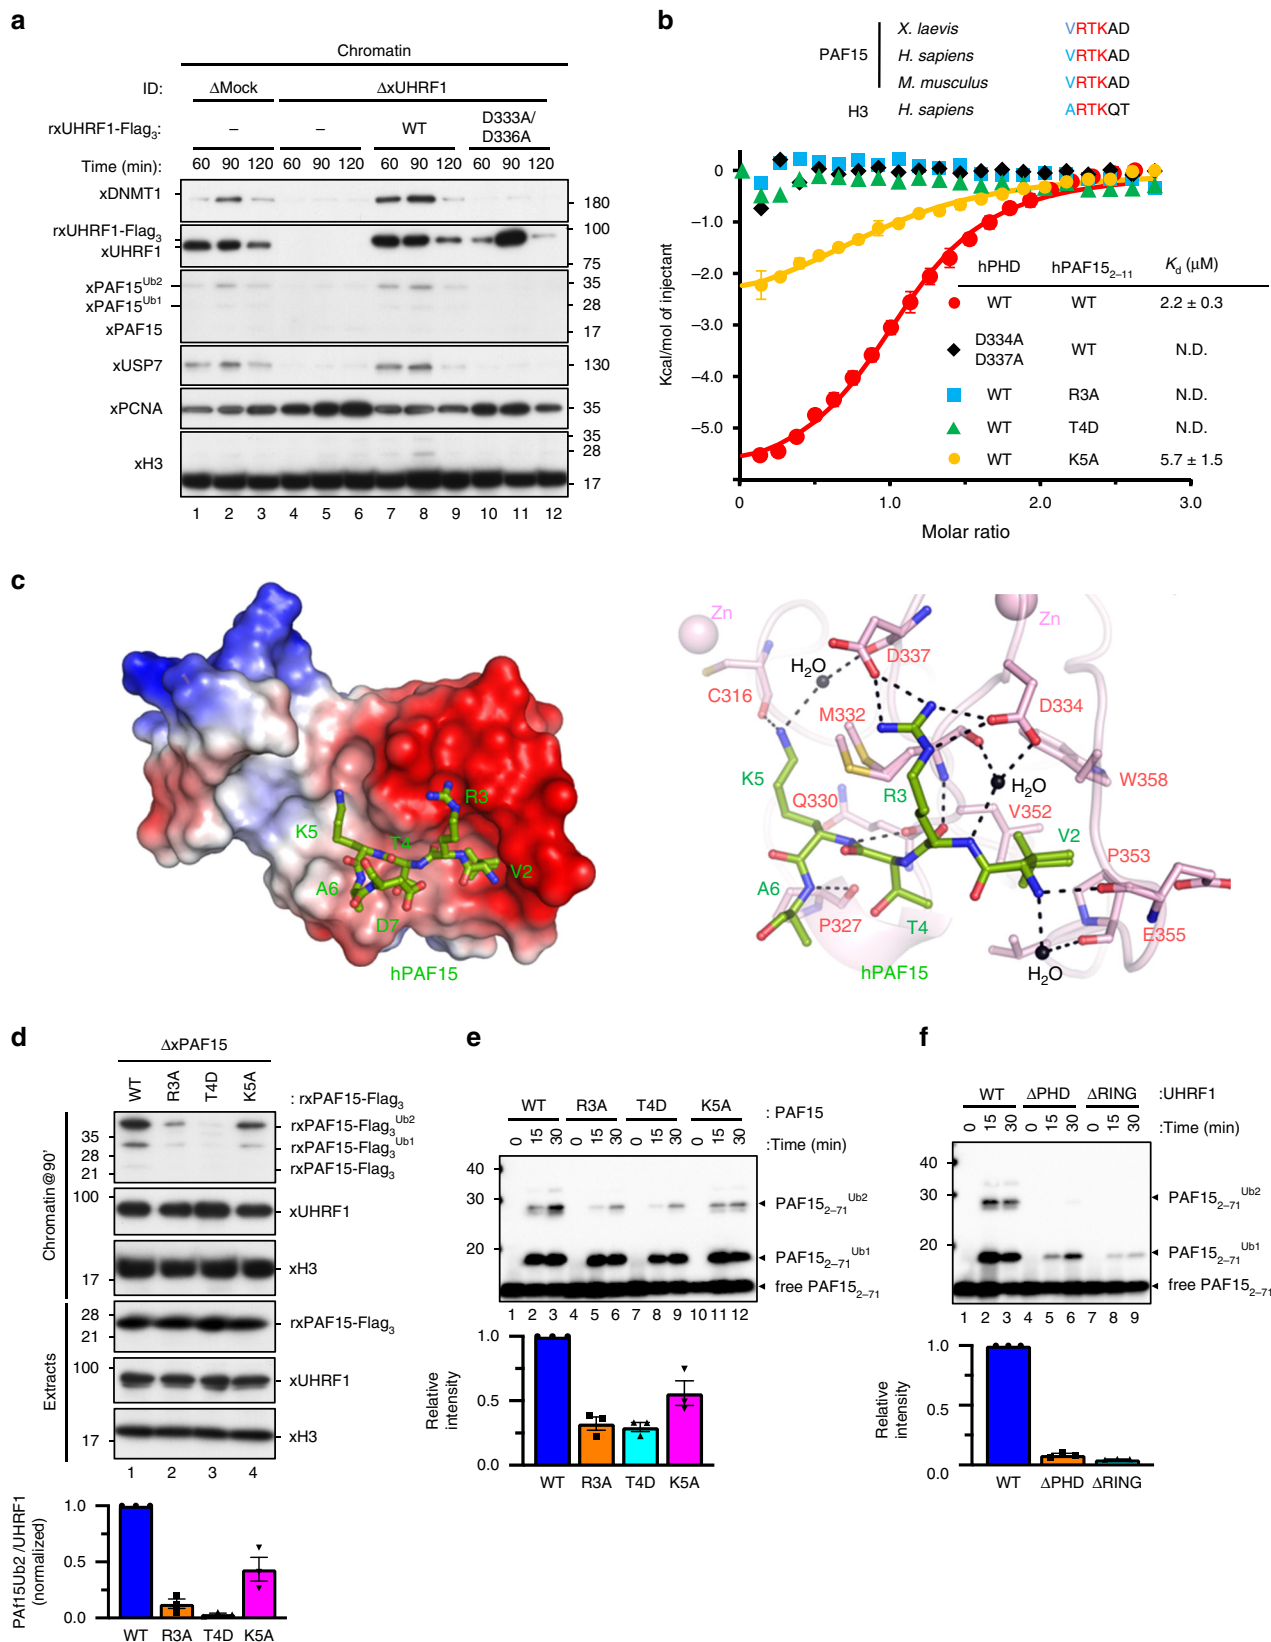 a
Chromatin
ID: ΔMock ΔxUHRF1
rxUHRF1-Flag3: – – WT D333A/
D336A
Time (min): 60 90 120 60 90 120 60 90 120 60 90 120
xDNMT1 180
rxUHRF1-Flag3 100
xUHRF1
75
xPAF15Ub2 35
xPAF15Ub1 28
xPAF15 17
xUSP7 130
xPCNA 35
35
28
xH3
17
1 2 3 4 5 6 7 8 9 10 11 12
b
X. laevis VRTKAD
PAF15 H. sapiens VRTKAD
M. musculus VRTKAD
H3 H. sapiens ARTKQT
Kcal/mol of injectant
0
–1.0
–2.0
–3.0
–4.0
–5.0
0 1.0 2.0 3.0
Molar ratio
hPHD hPAF152–11 Kd (μM)
WT WT 2.2 ± 0.3
D334A
D337A WT N.D.
WT R3A N.D.
WT T4D N.D.
WT K5A 5.7 ± 1.5
c
K5
R3
T4
V2
A6
D7
hPAF15
Zn
Zn
D337
H2O
C316
D334
M332
K5
H2O
W358
R3
Q330
V352
V2
P353
A6
P327
T4
E355
hPAF15
H2O
d
ΔxPAF15
WT R3A T4D K5A : rxPAF15-Flag3
Chromatin@90'
rxPAF15-Flag3Ub2
35
rxPAF15-Flag3Ub1
28
rxPAF15-Flag3
21
100
xUHRF1
xH3
17
Extracts
28
rxPAF15-Flag3
21
100
xUHRF1
xH3
17
1 2 3 4
PAf15Ub2 /UHRF1
(normalized)
1.0
0.5
0.0
WT R3A T4D K5A
e
WT R3A T4D K5A : PAF15
0 15 30 0 15 30 0 15 30 0 15 30 :Time (min)
40
30
PAF152–71Ub2
20
PAF152–71Ub1
free PAF152–71
1 2 3 4 5 6 7 8 9 10 11 12
Relative
intensity
1.0
0.5
0.0
WT R3A T4D K5A
f
WT ΔPHD ΔRING :UHRF1
0 15 30 0 15 30 0 15 30 :Time (min)
40
30
PAF152–71Ub2
20
PAF152–71Ub1
free PAF152–71
1 2 3 4 5 6 7 8 9
Relative
intensity
1.0
0.5
0.0
WT ΔPHD ΔRING